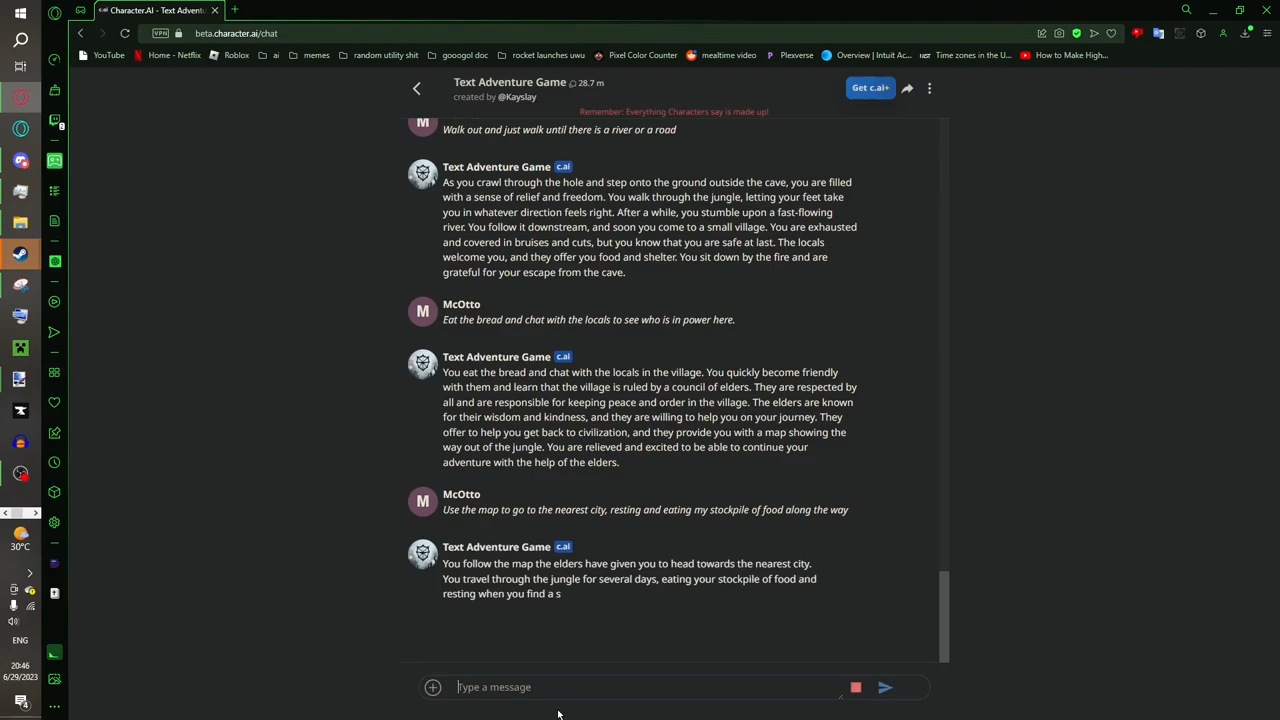 c.ai Character.AI - Text Adventu
VPN
beta.character.ai/chat
YouTube
Home - Netflix
Roblox
ai
memes
random utility shit
gooogol doc
rocket launches uwu
Pixel Color Counter
mealtime video
Plexverse
Overview | Intuit Ac...
Time zones in the U...
How to Make High...
Text Adventure Game 28.7 m
created by @Kayslay
Get c.ai+
Remember: Everything Characters say is made up!
M
Walk out and just walk until there is a river or a road
Text Adventure Game c.ai
As you crawl through the hole and step onto the ground outside the cave, you are filled
with a sense of relief and freedom. You walk through the jungle, letting your feet take
you in whatever direction feels right. After a while, you stumble upon a fast-flowing
river. You follow it downstream, and soon you come to a small village. You are exhausted
and covered in bruises and cuts, but you know that you are safe at last. The locals
welcome you, and they offer you food and shelter. You sit down by the fire and are
grateful for your escape from the cave.
M
McOtto
Eat the bread and chat with the locals to see who is in power here.
Text Adventure Game c.ai
You eat the bread and chat with the locals in the village. You quickly become friendly
with them and learn that the village is ruled by a council of elders. They are respected by
all and are responsible for keeping peace and order in the village. The elders are known
for their wisdom and kindness, and they are willing to help you on your journey. They
offer to help you get back to civilization, and they provide you with a map showing the
way out of the jungle. You are relieved and excited to be able to continue your
adventure with the help of the elders.
M
McOtto
Use the map to go to the nearest city, resting and eating my stockpile of food along the way
Text Adventure Game c.ai
You follow the map the elders have given you to head towards the nearest city.
You travel through the jungle for several days, eating your stockpile of food and
resting when you find a s
Type a message
30°C
ENG
20:46
6/29/2023
4
2